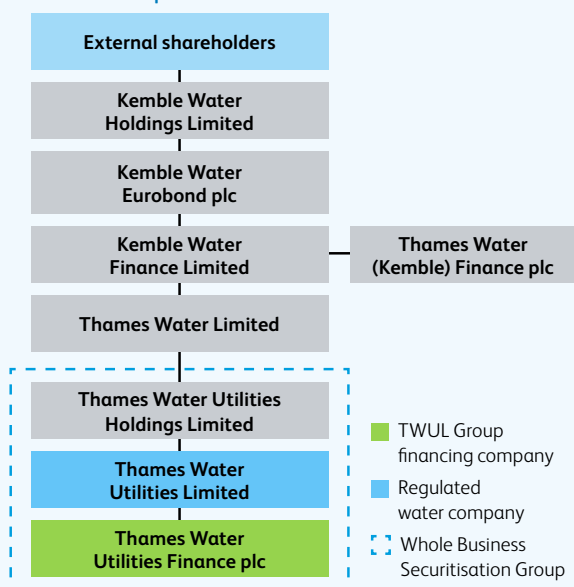 External shareholders
Kemble Water
Holdings Limited
Kemble Water
Eurobond plc
Kemble Water
Finance Limited
Thames Water
(Kemble) Finance plc
Thames Water Limited
Thames Water Utilities
Holdings Limited
Thames Water
Utilities Limited
Thames Water
Utilities Finance plc
TWUL Group
financing company
Regulated
water company
Whole Business
Securitisation Group